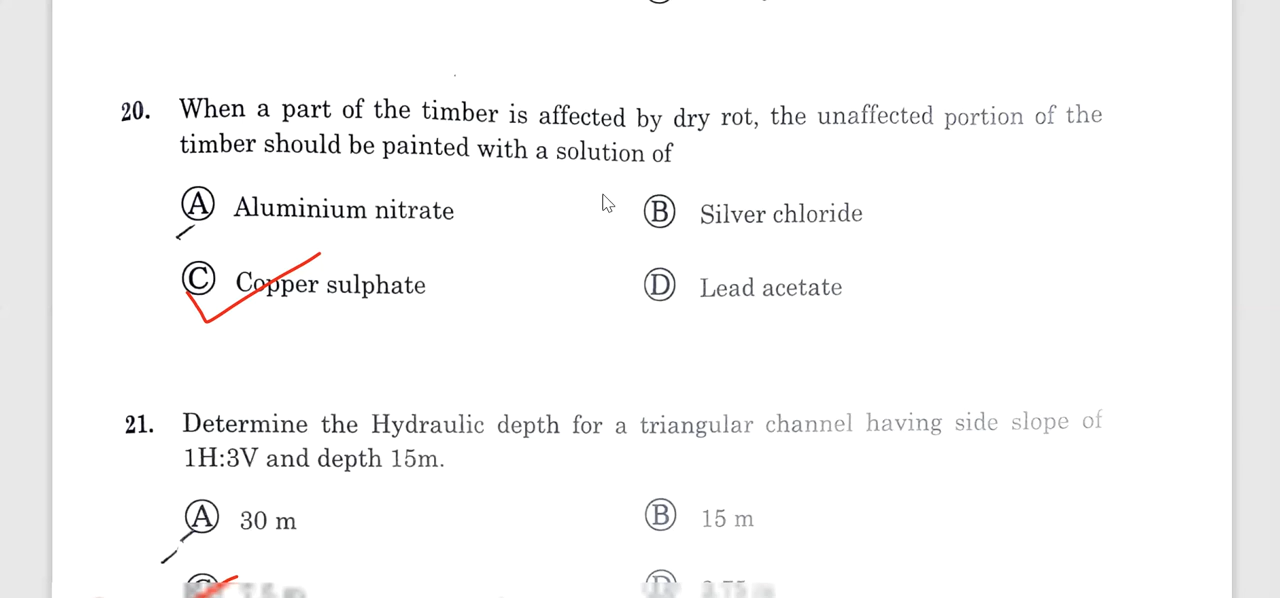 20. When a part of the timber is affected by dry rot, the unaffected portion of the
timber should be painted with a solution of
A Aluminium nitrate B Silver chloride
C Copper sulphate D Lead acetate
21. Determine the Hydraulic depth for a triangular channel having side slope of
1H:3V and depth 15m.
A 30 m B 15 m